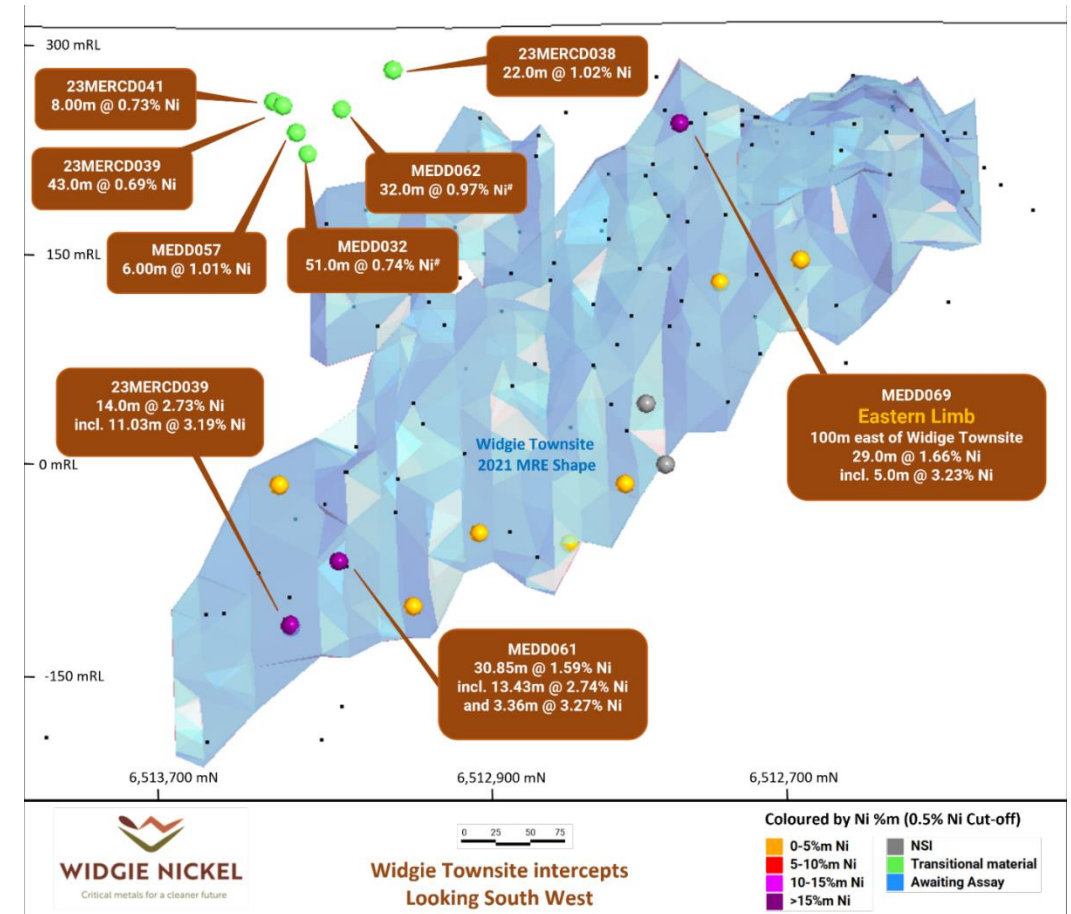 300 mRL
23MERCD038
22.0m @ 1.02% Ni
23MERCD041
8.00m @ 0.73% Ni
23MERCD039
43.0m @ 0.69% Ni
MEDD062
32.0m @ 0.97% Ni#
MEDD057
6.00m @ 1.01% Ni
MEDD032
51.0m @ 0.74% Ni#
150 mRL
23MERCD039
14.0m @ 2.73% Ni
incl. 11.03m @ 3.19% Ni
MEDD069
Eastern Limb
100m east of Widige Townsite
29.0m @ 1.66% Ni
incl. 5.0m @ 3.23% Ni
Widgie Townsite
2021 MRE Shape
0 mRL
MEDD061
30.85m @ 1.59% Ni
incl. 13.43m @ 2.74% Ni
and 3.36m @ 3.27% Ni
-150 mRL
6,513,700 mN
6,512,900 mN
6,512,700 mN
WIDGIE NICKEL
Critical metals for a cleaner future
0 25 50 75
Widgie Townsite intercepts
Looking South West
Coloured by Ni %m (0.5% Ni Cut-off)
0-5%m Ni
5-10%m Ni
10-15%m Ni
>15%m Ni
NSI
Transitional material
Awaiting Assay